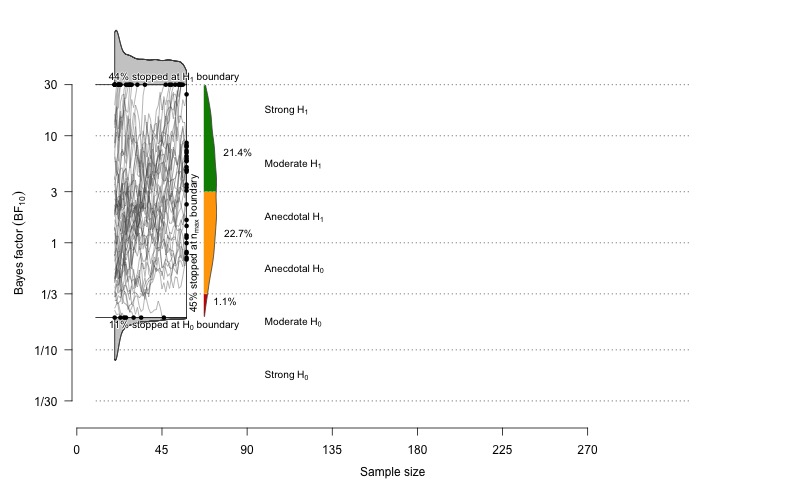 44% stopped at H₁ boundary
30
Strong H₁
10
21.4%
Moderate H₁
3
Anecdotal H₁
22.7%
1
Anecdotal H₀
1/3
1.1%
Moderate H₀
11% stopped at H₀ boundary
1/10
Strong H₀
1/30
45% stopped at nmax boundary
Bayes factor (BF₁₀)
0 45 90 135 180 225 270
Sample size